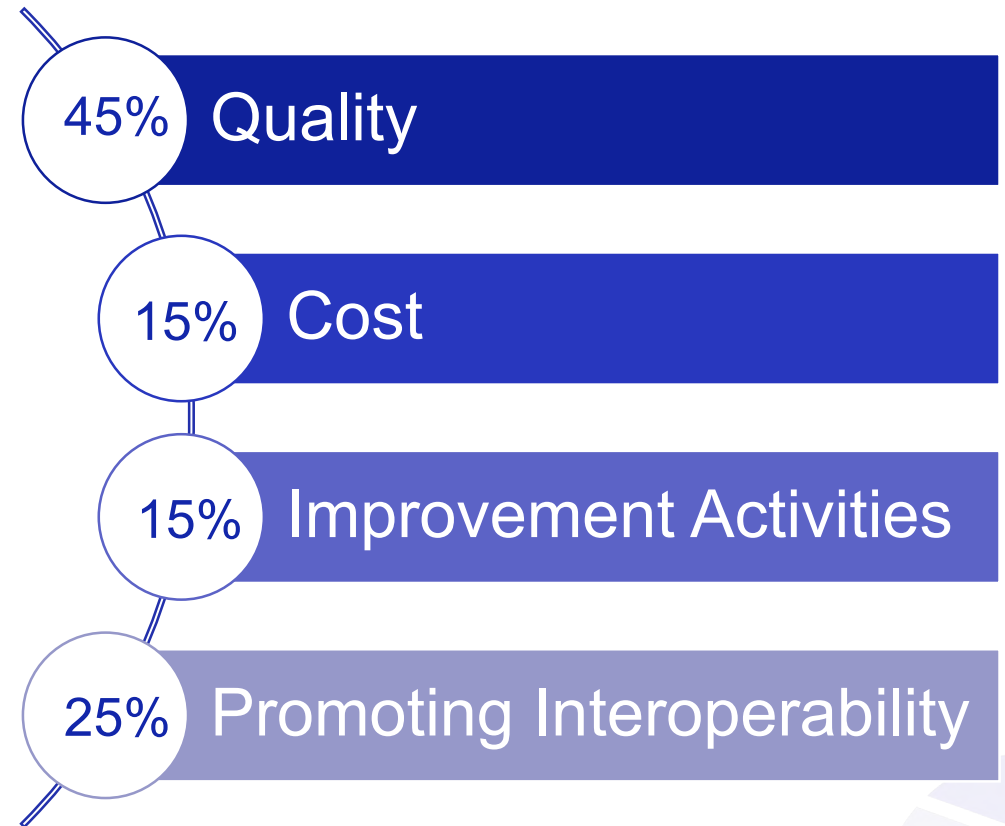 45% Quality
15% Cost
15% Improvement Activities
25% Promoting Interoperability